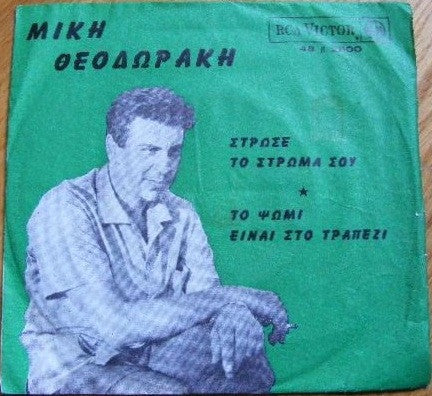 ΜΙΚΗ
ΘΕΟΔΩΡΑΚΗ
RCA VICTOR
ΣΤΡΩΣΕ
ΤΟ ΣΤΡΩΜΑ ΣΟΥ
★
ΤΟ ΨΩΜΙ
ΕΙΝΑΙ ΣΤΟ ΤΡΑΠΕΖΙ